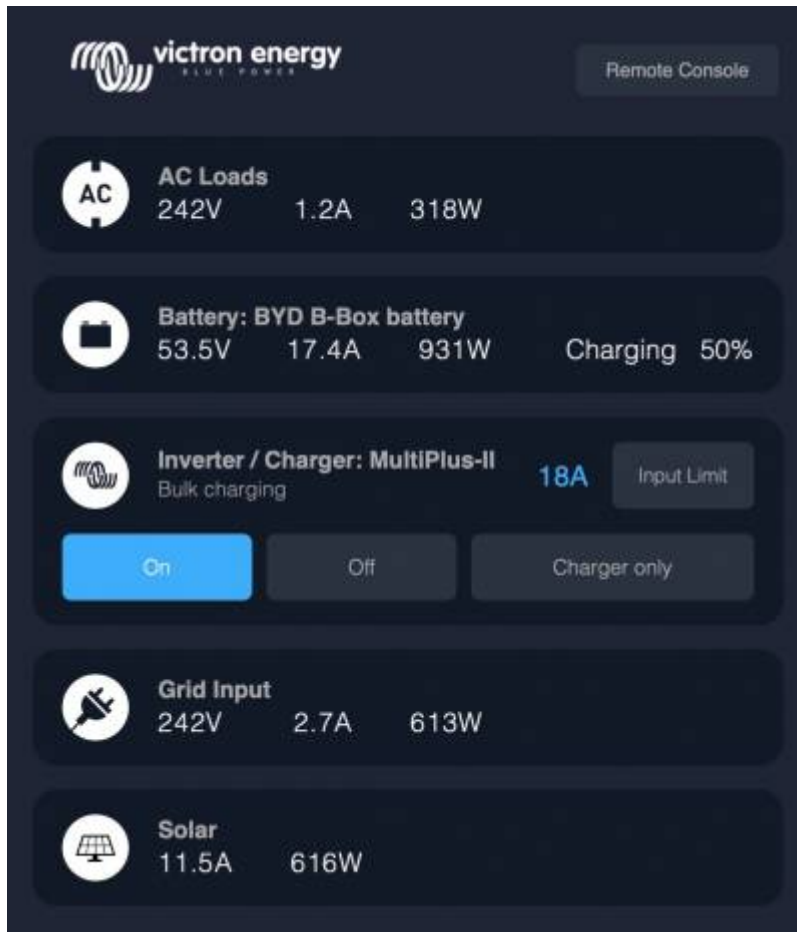 victron energy
BLUE POWER
Remote Console
AC
AC Loads
242V 1.2A 318W
Battery: BYD B-Box battery
53.5V 17.4A 931W Charging 50%
Inverter / Charger: MultiPlus-II
Bulk charging
18A Input Limit
On Off Charger only
Grid Input
242V 2.7A 613W
Solar
11.5A 616W